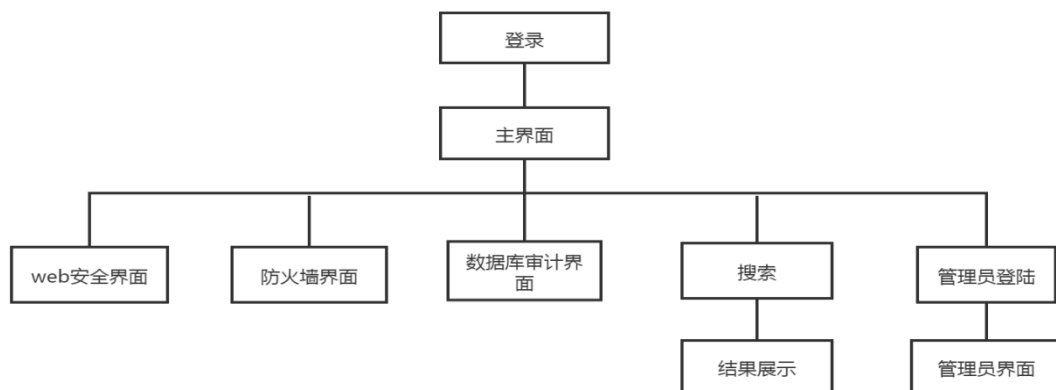 登录
主界面
web安全界面
防火墙界面
数据库审计界
面
搜索
管理员登陆
结果展示
管理员界面